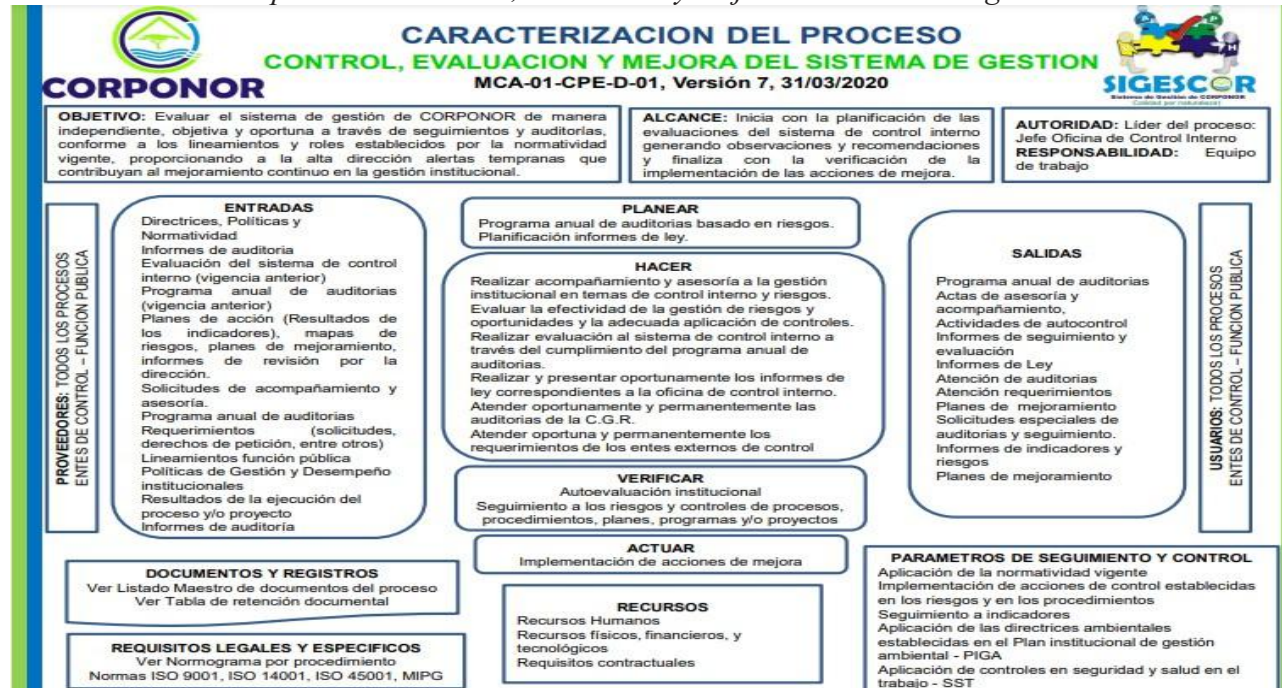 CARACTERIZACION DEL PROCESO
CONTROL, EVALUACION Y MEJORA DEL SISTEMA DE GESTION
MCA-01-CPE-D-01, Versión 7, 31/03/2020
CORPONOR
SIGESCOR
Sistema de Gestión de CORPONOR
OBJETIVO: Evaluar el sistema de gestión de CORPONOR de manera
independiente, objetiva y oportuna a través de seguimientos y auditorías,
conforme a los lineamientos y roles establecidos por la normatividad
vigente, proporcionando a la alta dirección alertas tempranas que
contribuyan al mejoramiento continuo en la gestión institucional.
ALCANCE: Inicia con la planificación de las
evaluaciones del sistema de control interno
generando observaciones y recomendaciones
y finaliza con la verificación de la
implementación de las acciones de mejora.
AUTORIDAD: Líder del proceso:
Jefe Oficina de Control Interno
RESPONSABILIDAD: Equipo
de trabajo
PROVEEDORES: TODOS LOS PROCESOS
ENTES DE CONTROL – FUNCION PUBLICA
ENTRADAS
Directrices, Políticas y
Normatividad
Informes de auditoria
Evaluación del sistema de control
interno (vigencia anterior)
Programa anual de auditorias
(vigencia anterior)
Planes de acción (Resultados de
los indicadores), mapas de
riesgos, planes de mejoramiento,
informes de revisión por la
dirección.
Solicitudes de acompañamiento y
asesoría.
Programa anual de auditorias
Requerimientos (solicitudes,
derechos de petición, entre otros)
Lineamientos función pública
Políticas de Gestión y Desempeño
institucionales
Resultados de la ejecución del
proceso y/o proyecto
Informes de auditoría
PLANEAR
Programa anual de auditorias basado en riesgos.
Planificación informes de ley.
HACER
Realizar acompañamiento y asesoría a la gestión
institucional en temas de control interno y riesgos.
Evaluar la efectividad de la gestión de riesgos y
oportunidades y la adecuada aplicación de controles.
Realizar evaluación al sistema de control interno a
través del cumplimiento del programa anual de
auditorias.
Realizar y presentar oportunamente los informes de
ley correspondientes a la oficina de control interno.
Atender oportunamente y permanentemente las
auditorias de la C.G.R.
Atender oportuna y permanentemente los
requerimientos de los entes externos de control
VERIFICAR
Autoevaluación institucional
Seguimiento a los riesgos y controles de procesos,
procedimientos, planes, programas y/o proyectos
ACTUAR
Implementación de acciones de mejora
SALIDAS
Programa anual de auditorias
Actas de asesoría y
acompañamiento,
Actividades de autocontrol
Informes de seguimiento y
evaluación
Informes de Ley
Atención de auditorias
Atención requerimientos
Planes de mejoramiento
Solicitudes especiales de
auditorias y seguimiento.
Informes de indicadores y
riesgos
Planes de mejoramiento
USUARIOS: TODOS LOS PROCESOS
ENTES DE CONTROL – FUNCION PUBLICA
DOCUMENTOS Y REGISTROS
Ver Listado Maestro de documentos del proceso
Ver Tabla de retención documental
REQUISITOS LEGALES Y ESPECIFICOS
Ver Normograma por procedimiento
Normas ISO 9001, ISO 14001, ISO 45001, MIPG
RECURSOS
Recursos Humanos
Recursos físicos, financieros, y
tecnológicos
Requisitos contractuales
PARAMETROS DE SEGUIMIENTO Y CONTROL
Aplicación de la normatividad vigente
Implementación de acciones de control establecidas
en los riesgos y en los procedimientos
Seguimiento a indicadores
Aplicación de las directrices ambientales
establecidas en el Plan institucional de gestión
ambiental - PIGA
Aplicación de controles en seguridad y salud en el
trabajo - SST